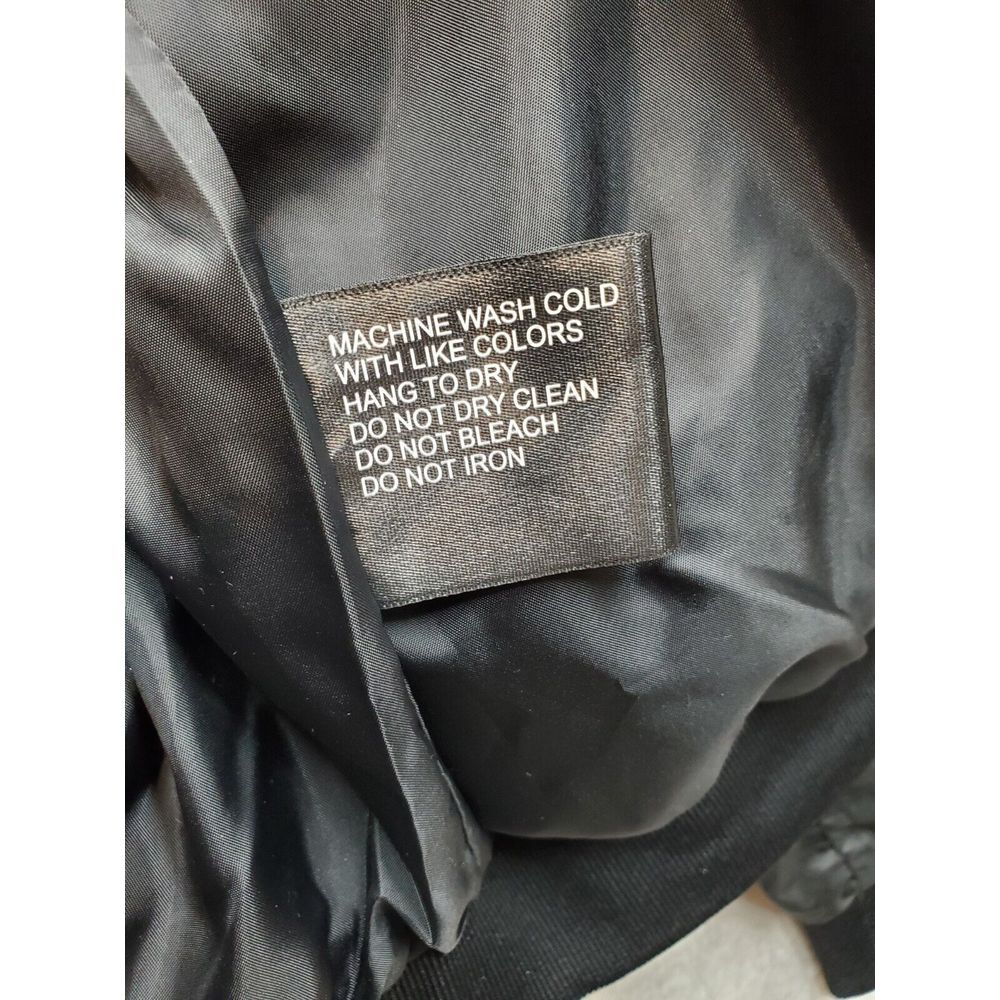 MACHINE WASH COLD
WITH LIKE COLORS
HANG TO DRY
DO NOT DRY CLEAN
DO NOT BLEACH
DO NOT IRON